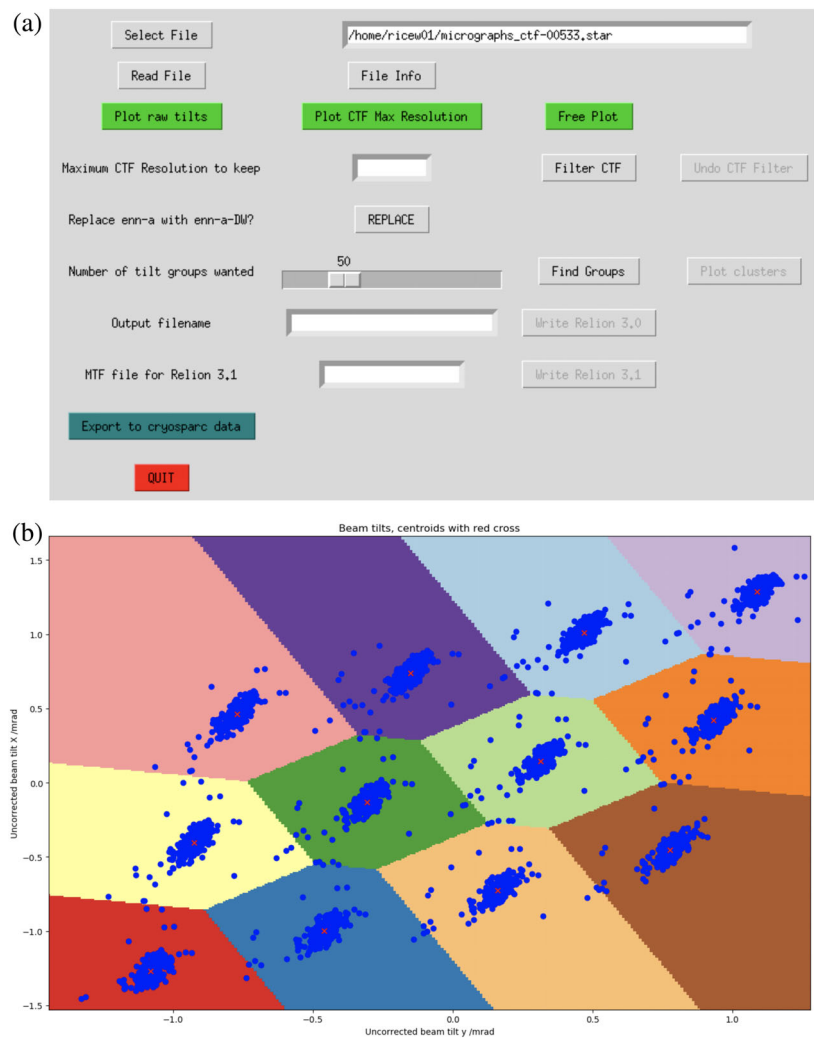 (a)
Select File /home/ricew01/micrographs_ctf-00533.star
Read File File Info
Plot raw tilts Plot CTF Max Resolution Free Plot
Maximum CTF Resolution to keep Filter CTF Undo CTF Filter
Replace enn-a with enn-a-DW? REPLACE
50
Number of tilt groups wanted Find Groups Plot clusters
Output filename Write Relion 3.0
MTF file for Relion 3.1 Write Relion 3.1
Export to cryosparc data
QUIT
(b)
Beam tilts, centroids with red cross
Uncorrected beam tilt X /mrad
1.5
1.0
0.5
0.0
−0.5
−1.0
−1.5
−1.0 −0.5 0.0 0.5 1.0
Uncorrected beam tilt y /mrad